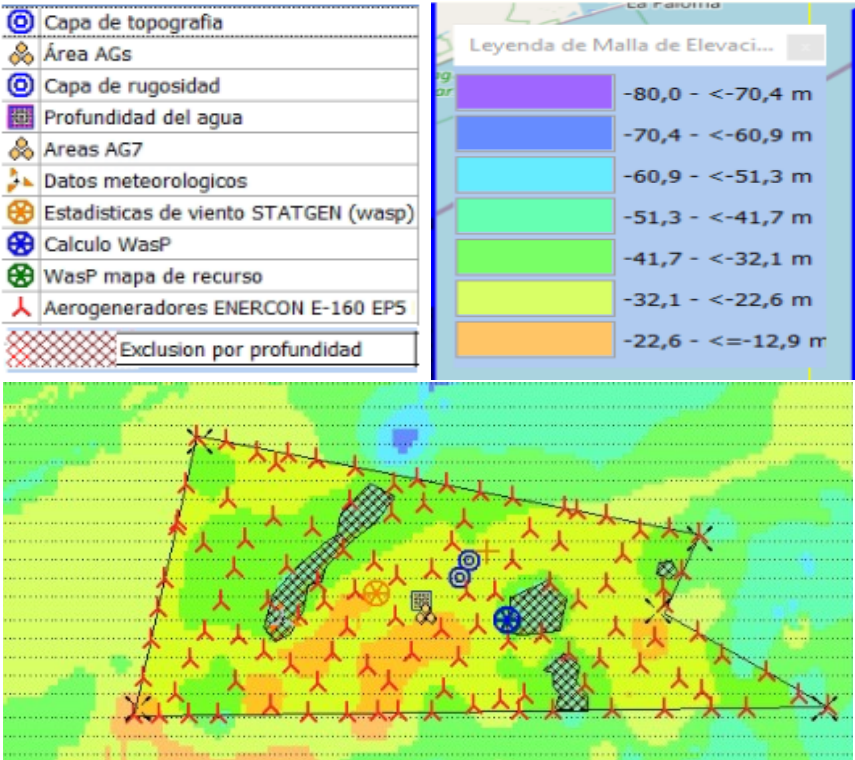 Capa de topografia
Área AGs
Capa de rugosidad
Profundidad del agua
Areas AG7
Datos meteorologicos
Estadisticas de viento STATGEN (wasp)
Calculo WasP
WasP mapa de recurso
Aerogeneradores ENERCON E-160 EP5
Exclusion por profundidad
La Paloma
Leyenda de Malla de Elevaci...
-80,0 - <-70,4 m
-70,4 - <-60,9 m
-60,9 - <-51,3 m
-51,3 - <-41,7 m
-41,7 - <-32,1 m
-32,1 - <-22,6 m
-22,6 - <=-12,9 m